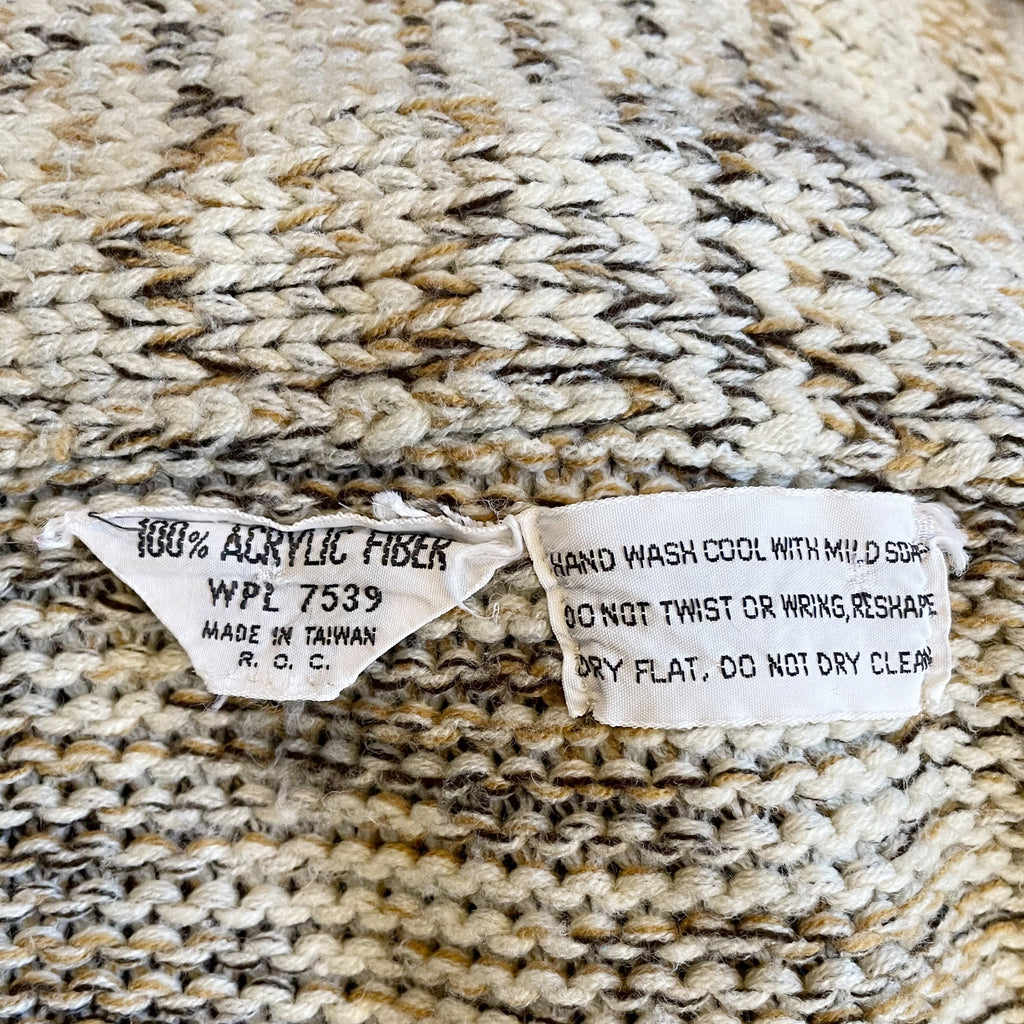 100% ACRYLIC FIBER
WPL 7539
MADE IN TAIWAN
R. O. C.
HAND WASH COOL WITH MILD SOAP
DO NOT TWIST OR WRING, RESHAPE
DRY FLAT. DO NOT DRY CLEAN